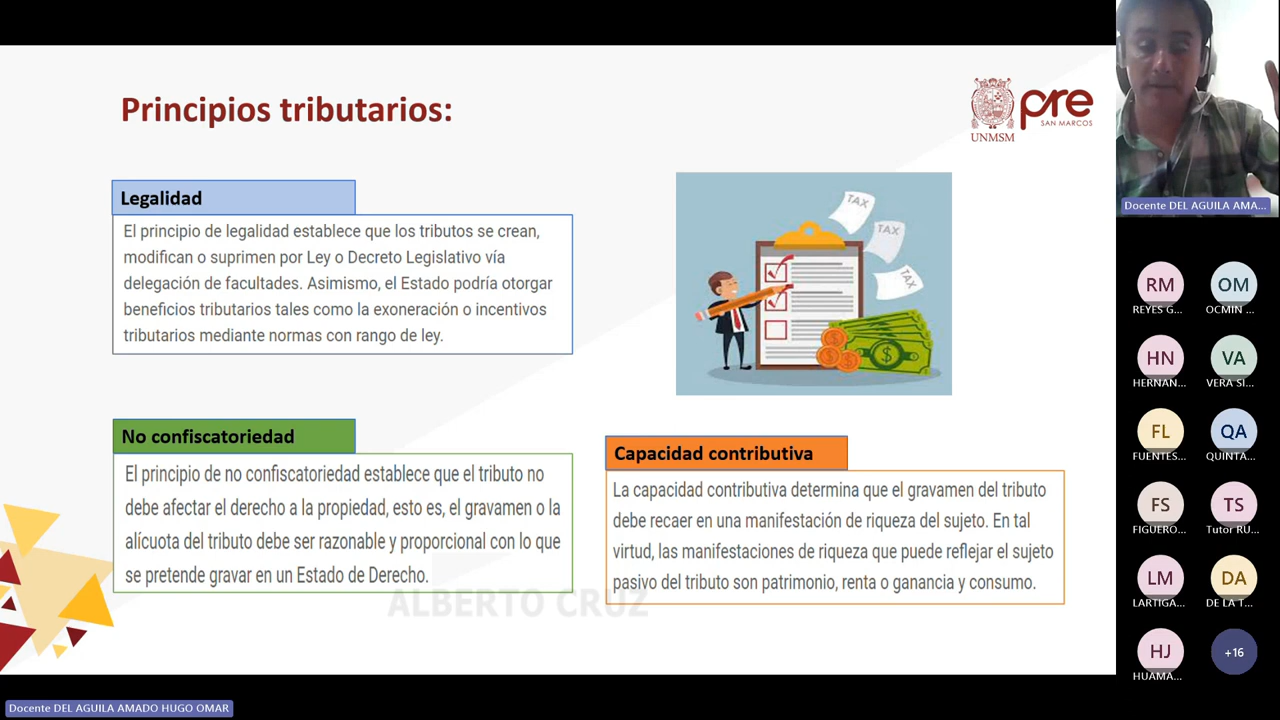 Principios tributarios:
UNMSM
pre
SAN MARCOS
Legalidad
El principio de legalidad establece que los tributos se crean,
modifican o suprimen por Ley o Decreto Legislativo vía
delegación de facultades. Asimismo, el Estado podría otorgar
beneficios tributarios tales como la exoneración o incentivos
tributarios mediante normas con rango de ley.
TAX
TAX
TAX
No confiscatoriedad
El principio de no confiscatoriedad establece que el tributo no
debe afectar el derecho a la propiedad, esto es, el gravamen o la
alícuota del tributo debe ser razonable y proporcional con lo que
se pretende gravar en un Estado de Derecho.
Capacidad contributiva
La capacidad contributiva determina que el gravamen del tributo
debe recaer en una manifestación de riqueza del sujeto. En tal
virtud, las manifestaciones de riqueza que puede reflejar el sujeto
pasivo del tributo son patrimonio, renta o ganancia y consumo.
ALBERTO CRUZ
Docente DEL AGUILA AMADO HUGO OMAR
Docente DEL AGUILA AMA...
RM
REYES G...
OM
OCMIN ...
HN
HERNAN...
VA
VERA SI...
FL
FUENTES...
QA
QUINTA...
FS
FIGUERO...
TS
Tutor RU...
LM
LARTIGA...
DA
DE LA T...
HJ
HUAMA...
+16